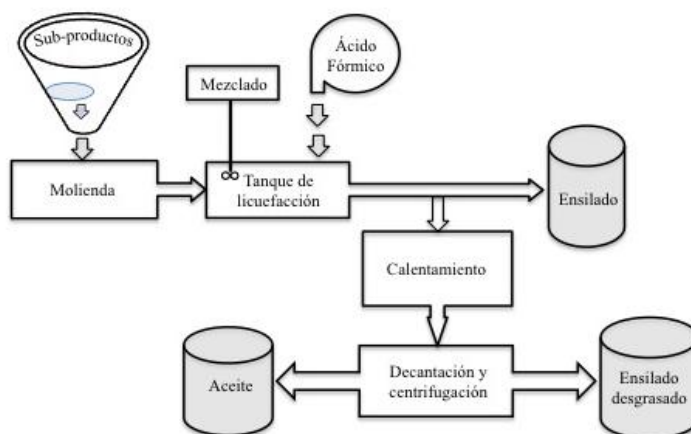 Sub-productos
Ácido
Fórmico
Mezclado
Molienda
Tanque de
licuefacción
Ensilado
Calentamiento
Aceite
Decantación y
centrifugación
Ensilado
desgrasado